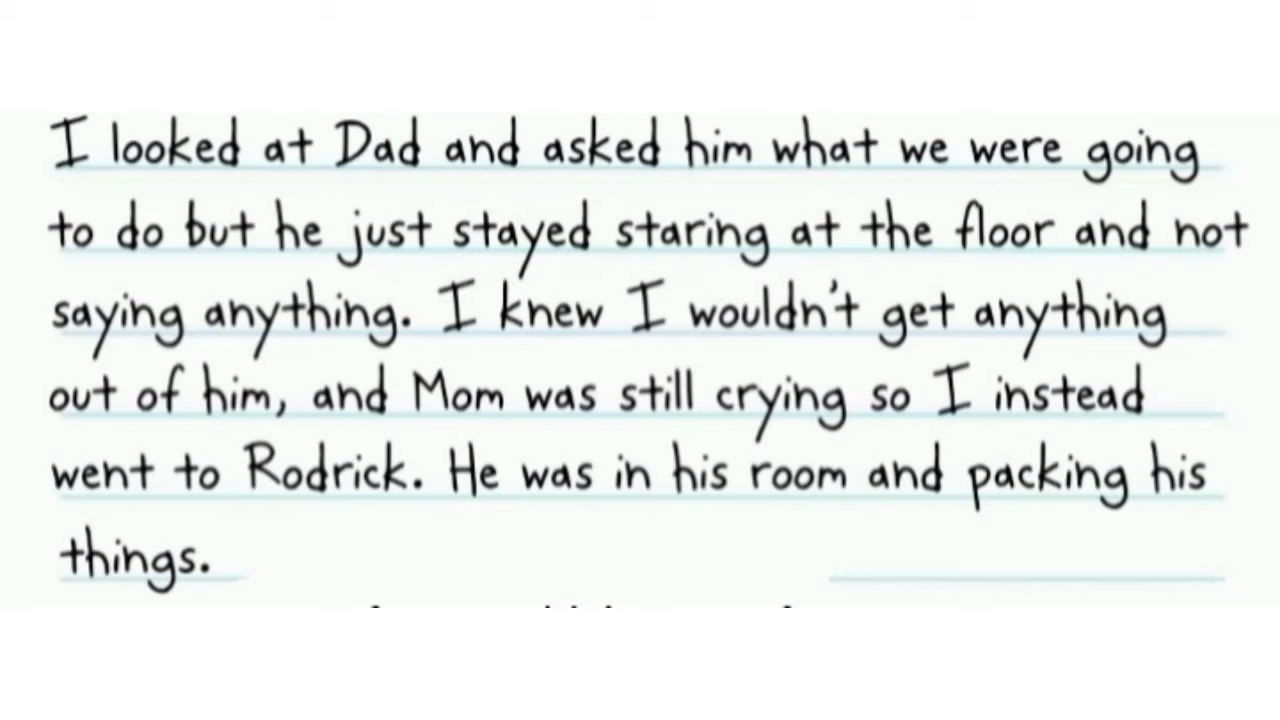 I looked at Dad and asked him what we were going
to do but he just stayed staring at the floor and not
saying anything. I knew I wouldn't get anything
out of him, and Mom was still crying so I instead
went to Rodrick. He was in his room and packing his
things.